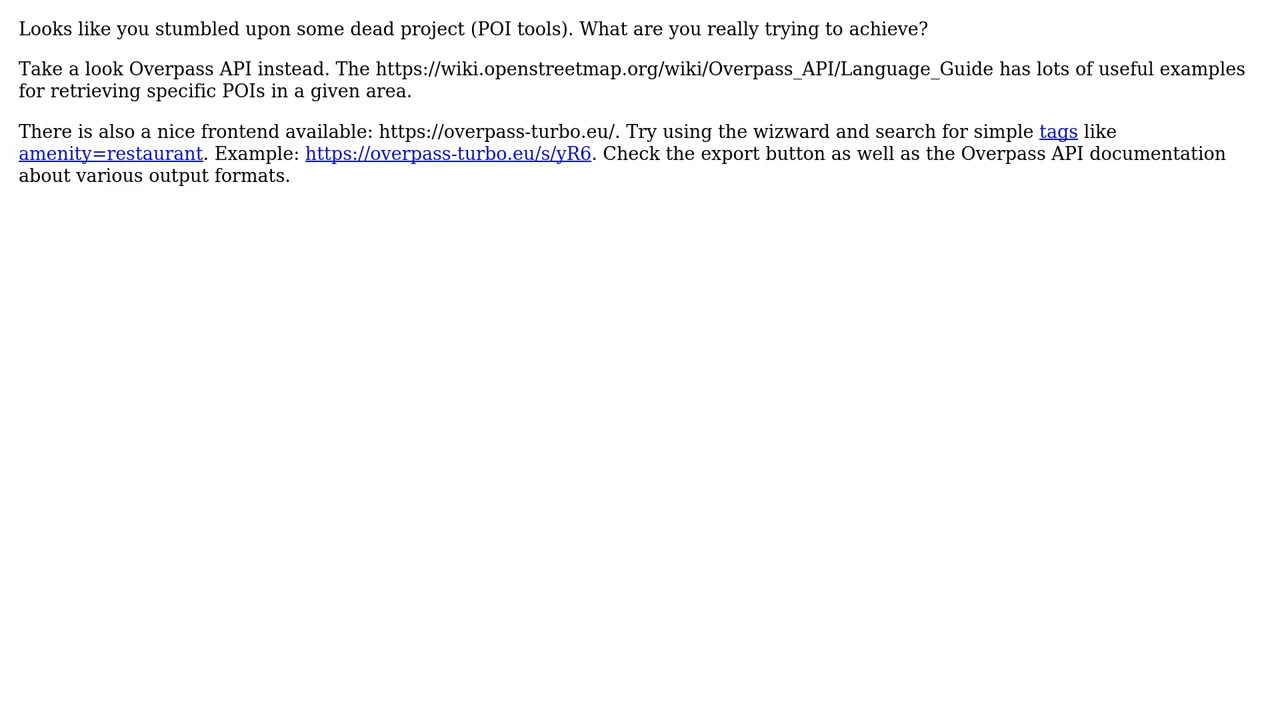 Looks like you stumbled upon some dead project (POI tools). What are you really trying to achieve?
Take a look Overpass API instead. The https://wiki.openstreetmap.org/wiki/Overpass_API/Language_Guide has lots of useful examples
for retrieving specific POIs in a given area.
There is also a nice frontend available: https://overpass-turbo.eu/. Try using the wizward and search for simple tags like
amenity=restaurant. Example: https://overpass-turbo.eu/s/yR6. Check the export button as well as the Overpass API documentation
about various output formats.